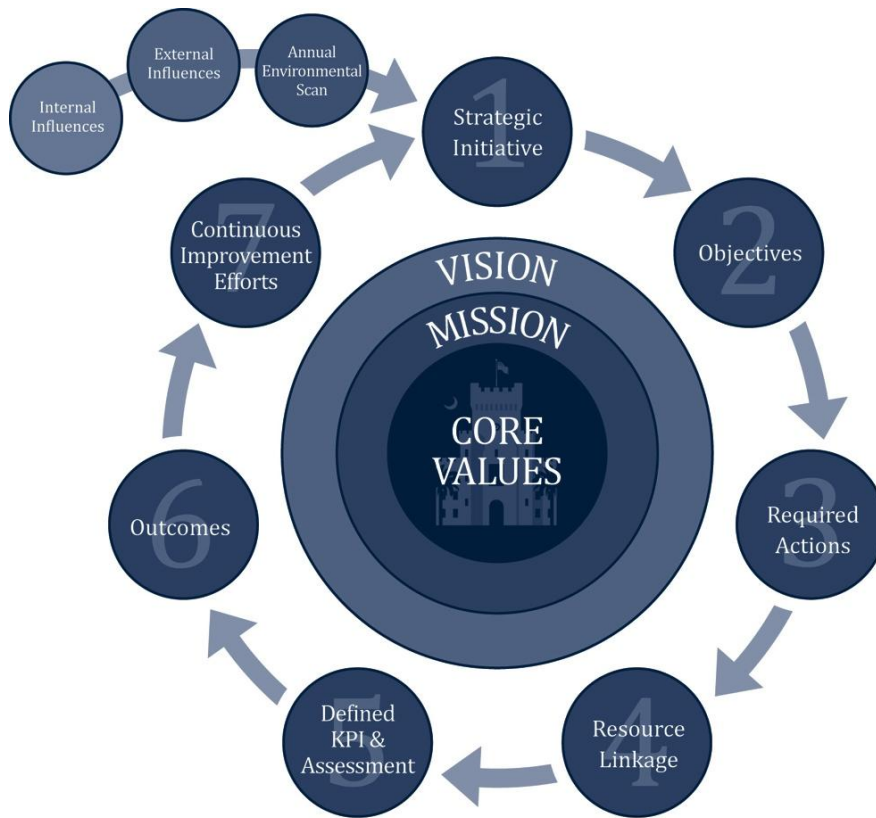 Internal
Influences
External
Influences
Annual
Environmental
Scan
1
Strategic
Initiative
2
Objectives
3
Required
Actions
4
Resource
Linkage
5
Defined
KPI &
Assessment
6
Outcomes
7
Continuous
Improvement
Efforts
VISION
MISSION
CORE
VALUES